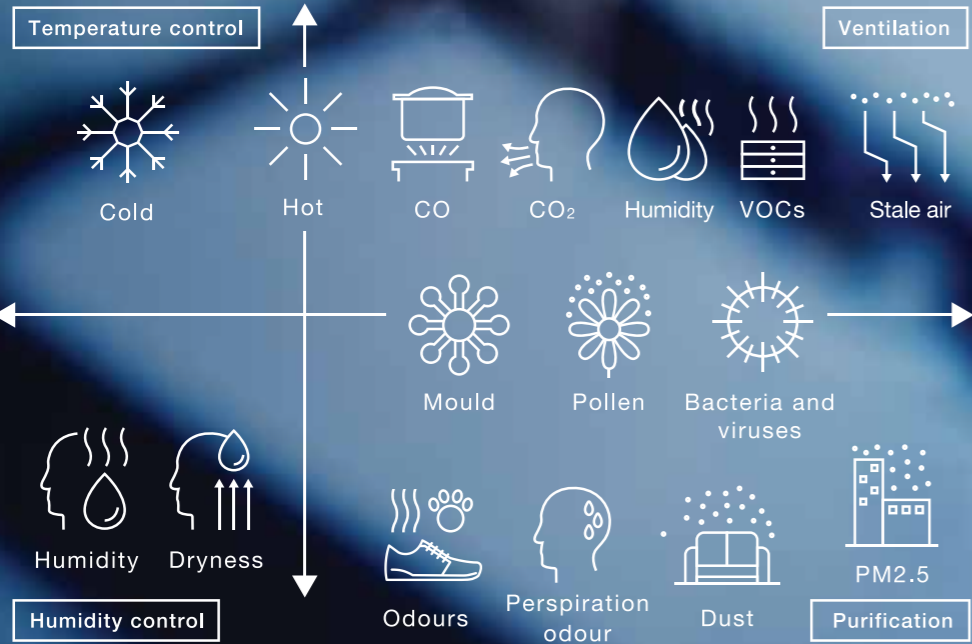 Temperature control
Ventilation
Cold
Hot
CO
CO₂
Humidity
VOCs
Stale air
Mould
Pollen
Bacteria and
viruses
Humidity
Dryness
Odours
Perspiration
odour
Dust
PM2.5
Humidity control
Purification